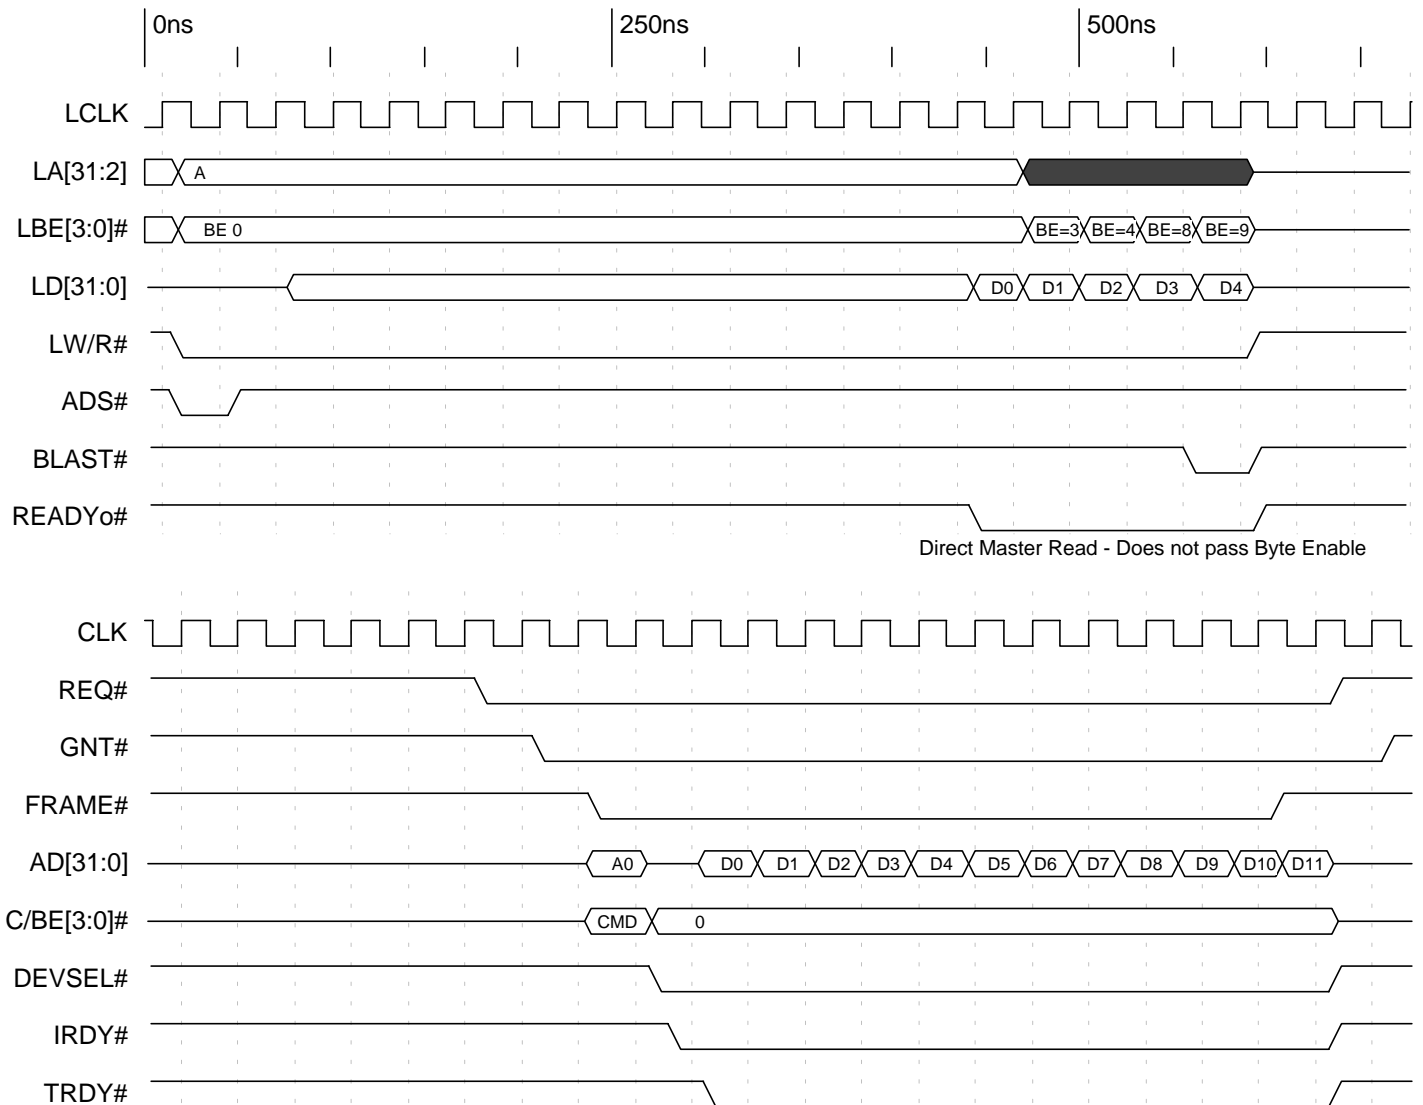 0ns 250ns 500ns
LCLK
LA[31:2] A
LBE[3:0]# BE 0 BE=3 BE=4 BE=8 BE=9
LD[31:0] D0 D1 D2 D3 D4
LW/R#
ADS#
BLAST#
READYo#
Direct Master Read - Does not pass Byte Enable
CLK
REQ#
GNT#
FRAME#
AD[31:0] A0 D0 D1 D2 D3 D4 D5 D6 D7 D8 D9 D10 D11
C/BE[3:0]# CMD 0
DEVSEL#
IRDY#
TRDY#